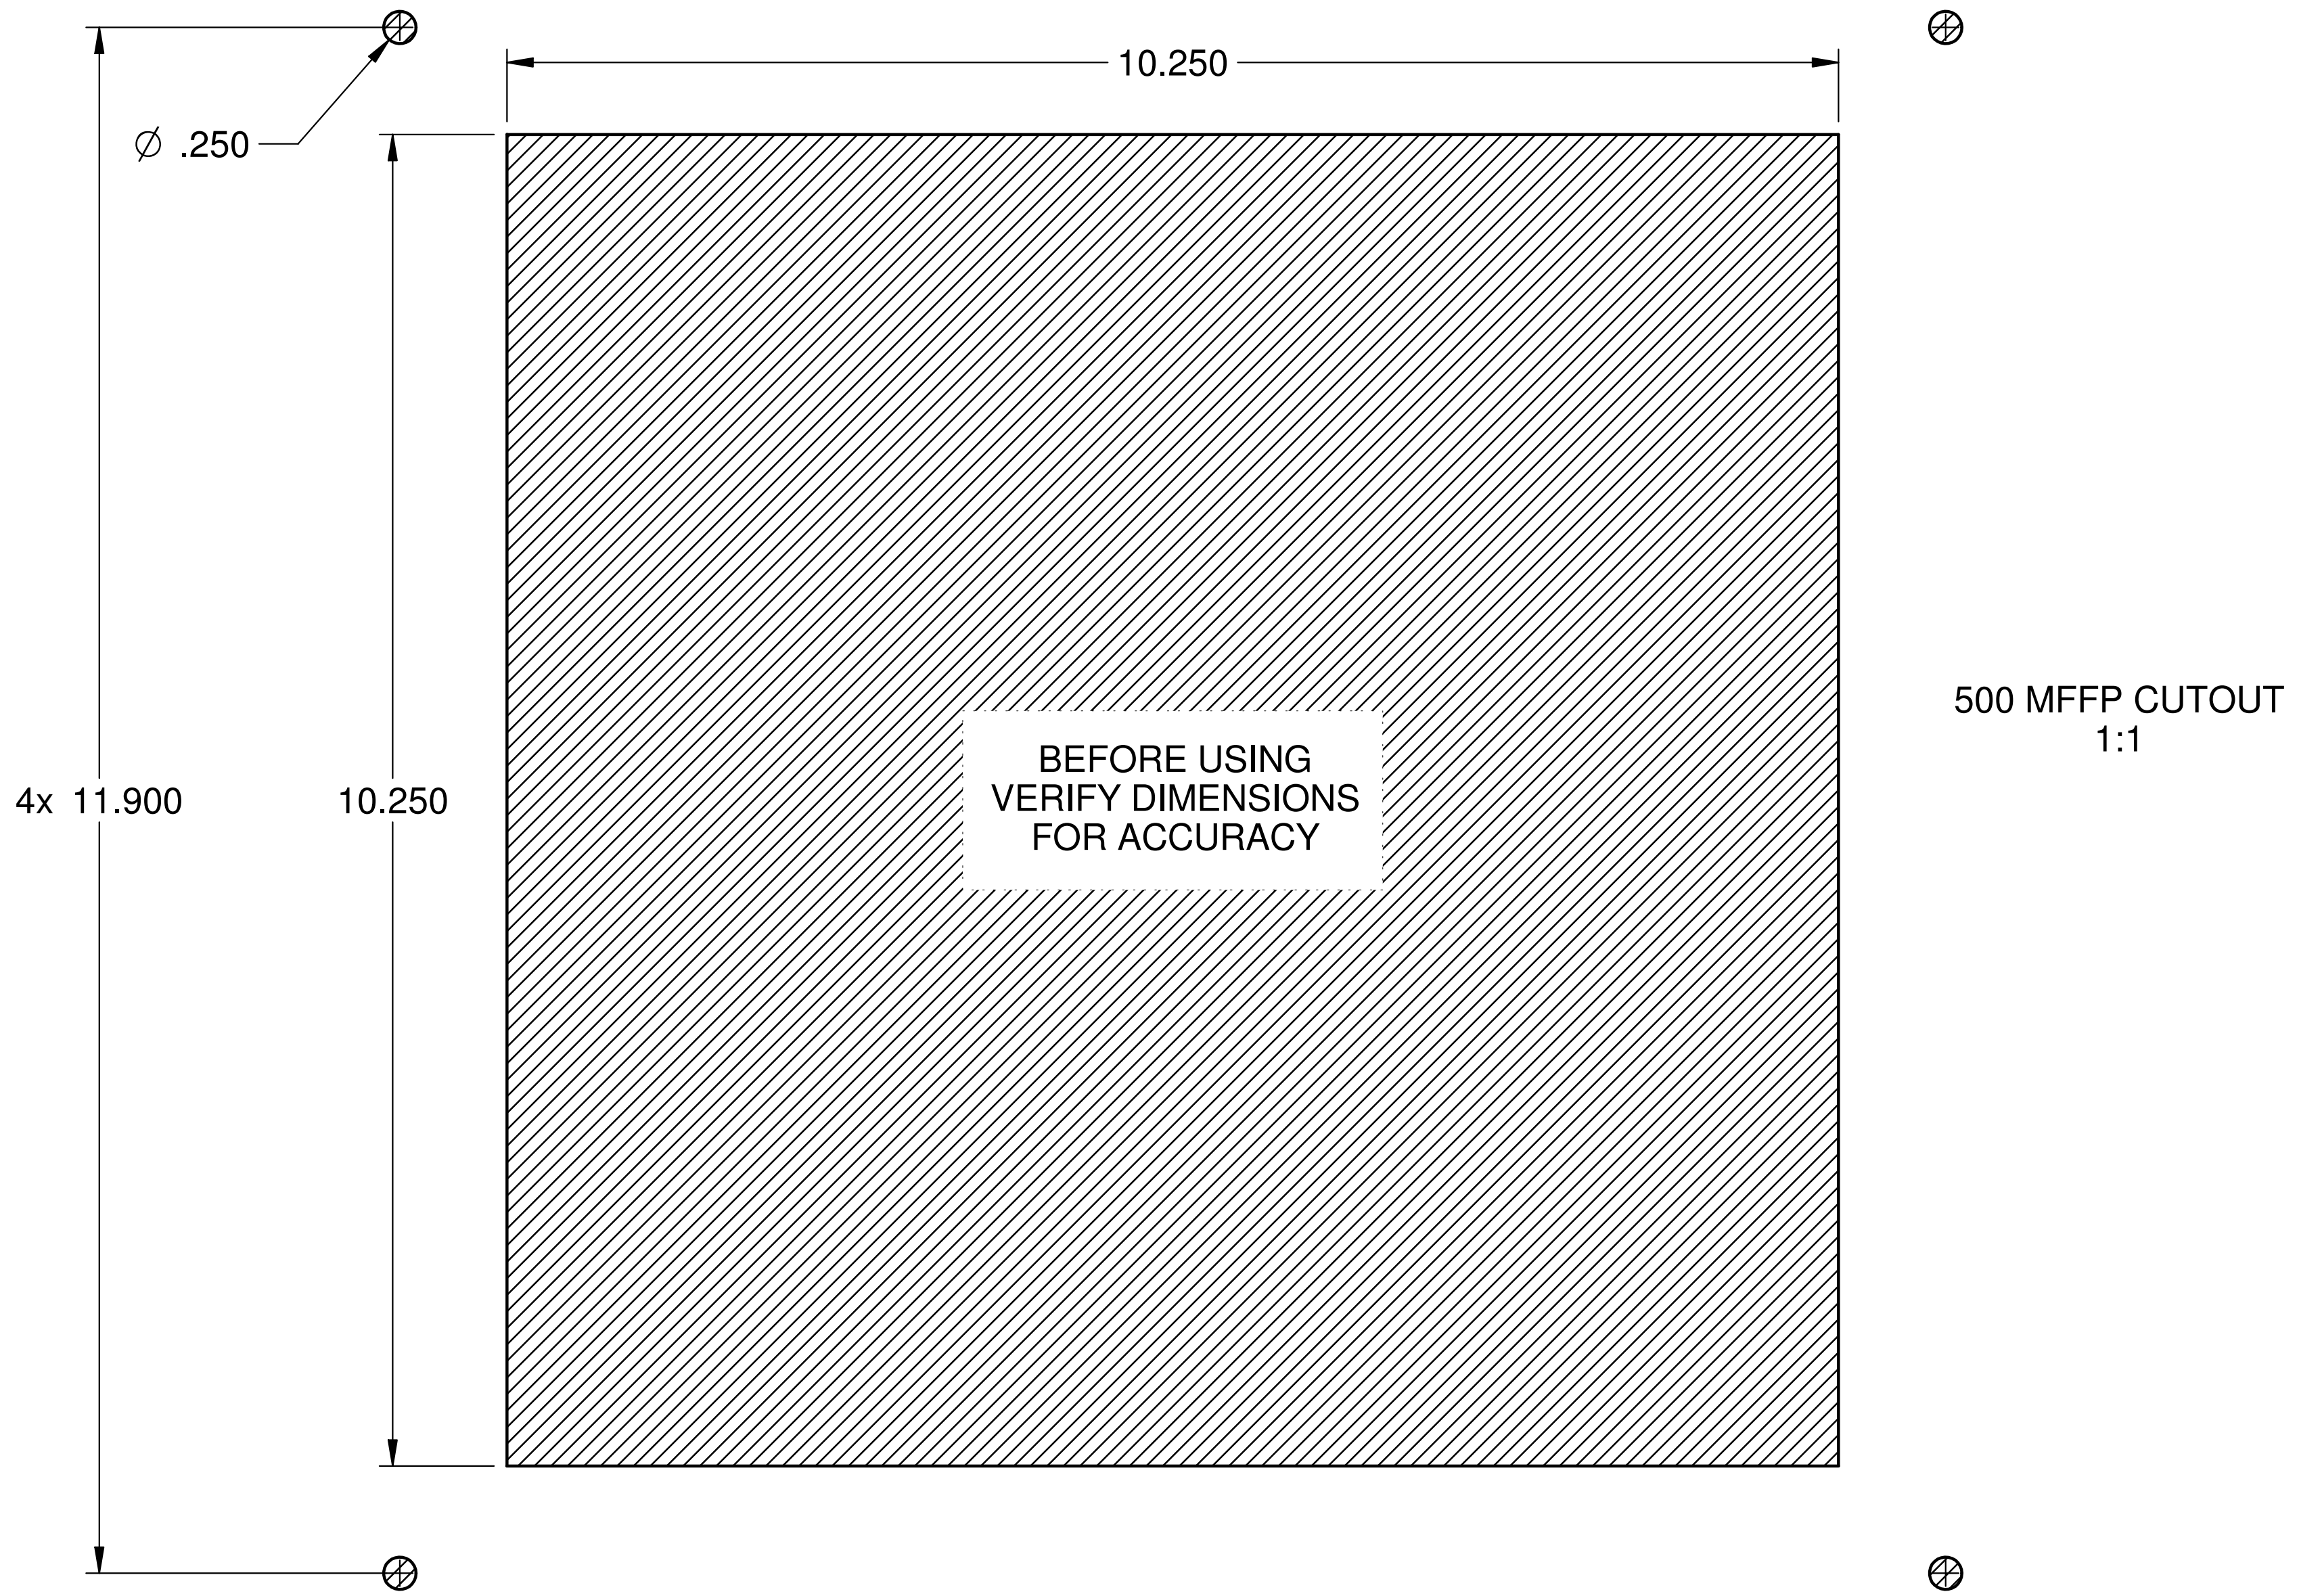 10.250
Ø .250
500 MFFP CUTOUT
1:1
BEFORE USING
VERIFY DIMENSIONS
FOR ACCURACY
4x 11.900
10.250